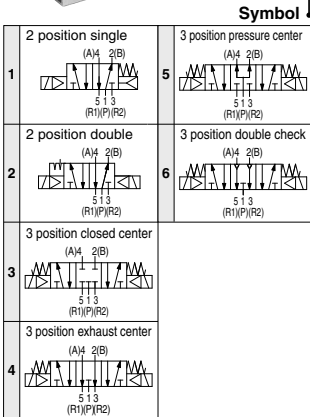 Symbol
1
2 position single
(A)4 2(B)
5 1 3
(R1)(P)(R2)
2
2 position double
(A)4 2(B)
5 1 3
(R1)(P)(R2)
3
3 position closed center
(A)4 2(B)
5 1 3
(R1)(P)(R2)
4
3 position exhaust center
(A)4 2(B)
5 1 3
(R1)(P)(R2)
5
3 position pressure center
(A)4 2(B)
5 1 3
(R1)(P)(R2)
6
3 position double check
(A)4 2(B)
5 1 3
(R1)(P)(R2)